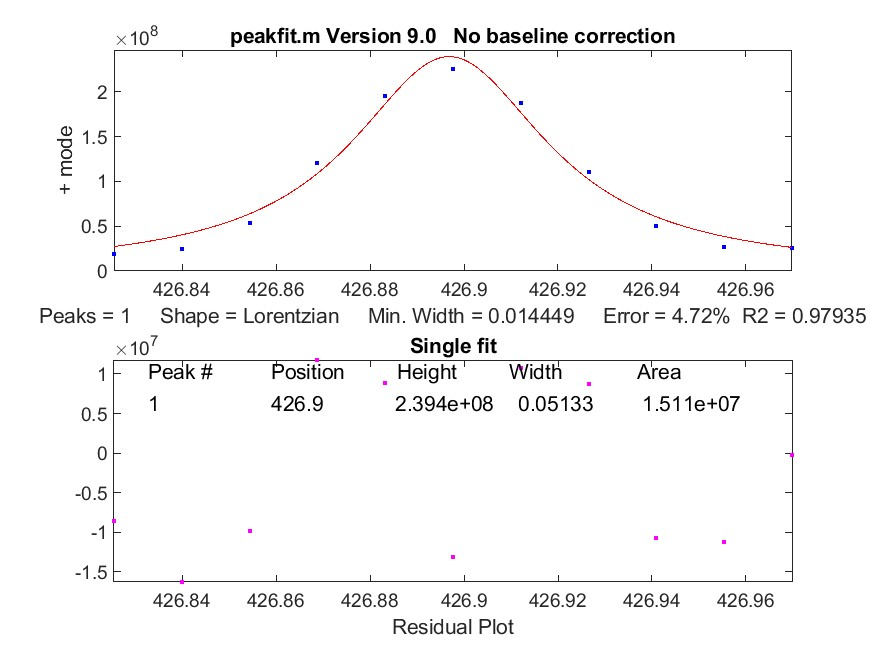 ×10⁸
peakfit.m Version 9.0 No baseline correction
2
1.5
1
0.5
0
+ mode
426.84 426.86 426.88 426.9 426.92 426.94 426.96
Peaks = 1 Shape = Lorentzian Min. Width = 0.014449 Error = 4.72% R2 = 0.97935
×10⁷
Single fit
Peak # Position Height Width Area
1 426.9 2.394e+08 0.05133 1.511e+07
1
0.5
0
-0.5
-1
-1.5
426.84 426.86 426.88 426.9 426.92 426.94 426.96
Residual Plot